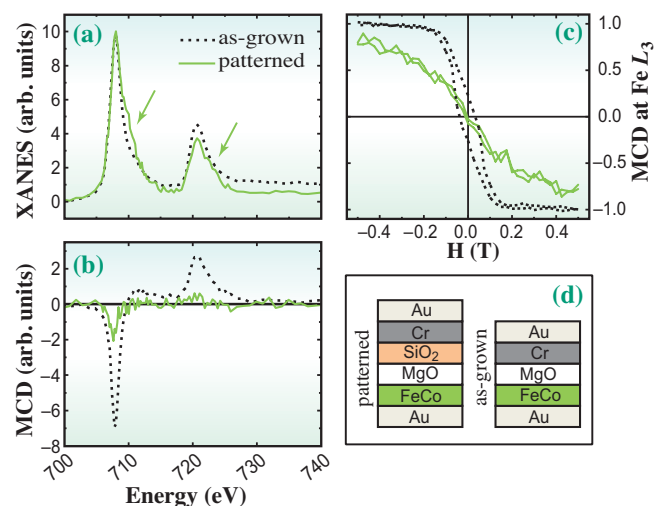 (a)
as-grown
patterned
XANES (arb. units)
10
8
6
4
2
0
(b)
MCD (arb. units)
2
0
−2
−4
−6
−8
700
710
720
730
740
Energy (eV)
(c)
1.0
0.5
0.0
−0.5
−1.0
MCD at Fe L3
−0.4
−0.2
0.0
0.2
0.4
H (T)
(d)
patterned
Au
Cr
SiO2
MgO
FeCo
Au
as-grown
Au
Cr
MgO
FeCo
Au